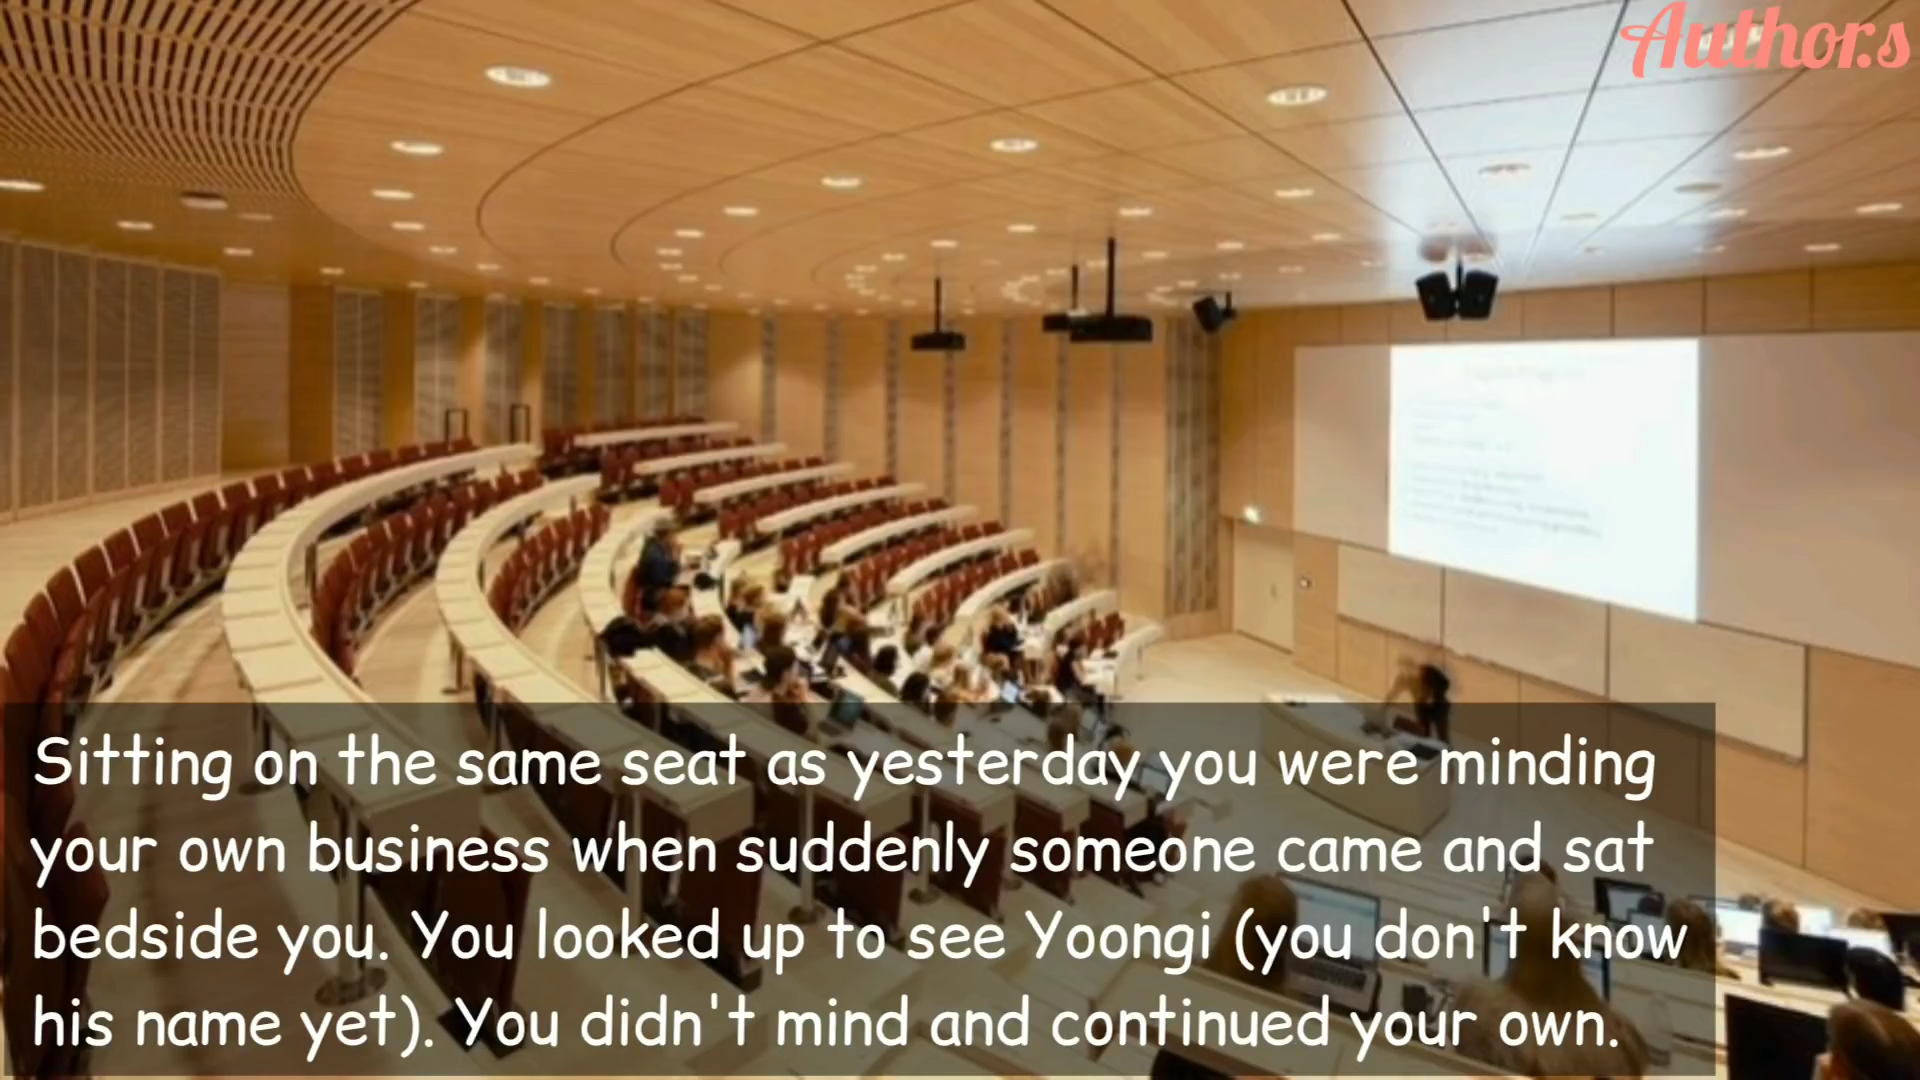 Author.s
Sitting on the same seat as yesterday you were minding
your own business when suddenly someone came and sat
bedside you. You looked up to see Yoongi (you don't know
his name yet). You didn't mind and continued your own.